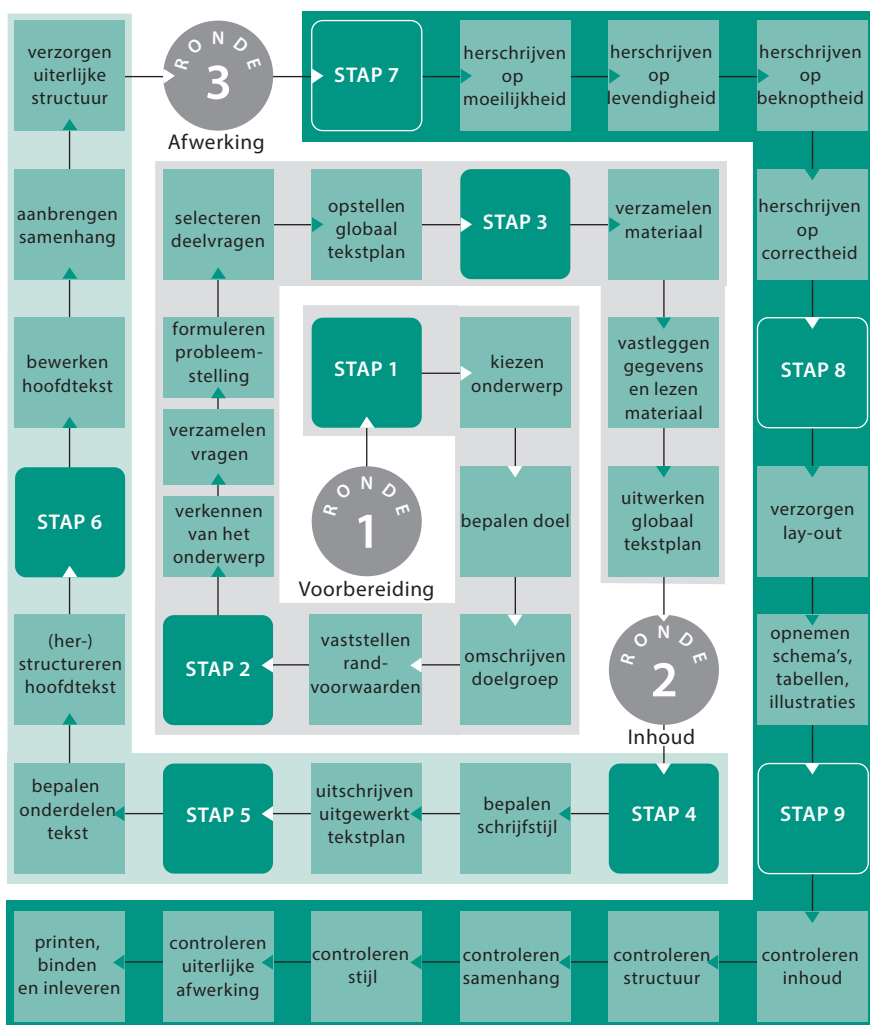 RONDE
1
Voorbereiding
STAP 1
kiezen
onderwerp
bepalen doel
omschrijven
doelgroep
vaststellen
rand-
voorwaarden
STAP 2
verkennen
van het
onderwerp
verzamelen
vragen
formuleren
probleem-
stelling
selecteren
deelvragen
opstellen
globaal
tekstplan
STAP 3
verzamelen
materiaal
vastleggen
gegevens
en lezen
materiaal
uitwerken
globaal
tekstplan
RONDE
2
Inhoud
STAP 4
bepalen
schrijfstijl
uitschrijven
uitgewerkt
tekstplan
STAP 5
bepalen
onderdelen
tekst
(her-)
structureren
hoofdtekst
STAP 6
bewerken
hoofdtekst
aanbrengen
samenhang
verzorgen
uiterlijke
structuur
RONDE
3
Afwerking
STAP 7
herschrijven
op
moeilijkheid
herschrijven
op
levendigheid
herschrijven
op
beknoptheid
herschrijven
op
correctheid
STAP 8
verzorgen
lay-out
opnemen
schema's,
tabellen,
illustraties
STAP 9
controleren
inhoud
controleren
structuur
controleren
samenhang
controleren
stijl
controleren
uiterlijke
afwerking
printen,
binden
en inleveren